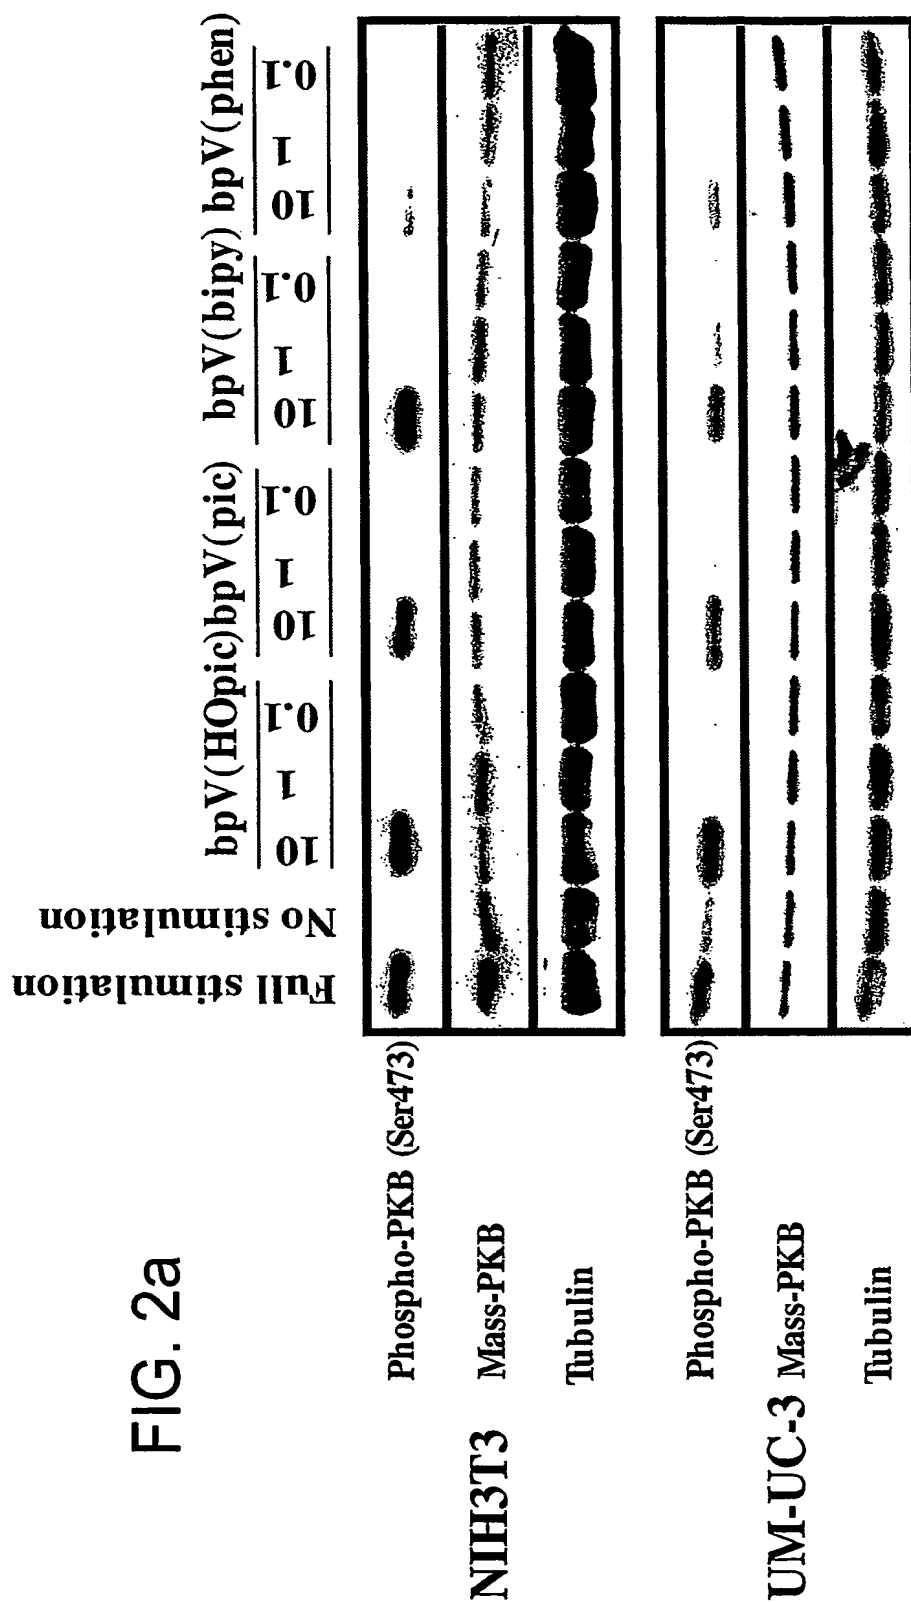 FIG. 2a
Full stimulation
No stimulation
bpV(HOpic) bpV(pic) bpV(bipy) bpV(phen)
10 1 0.1 10 1 0.1 10 1 0.1 10 1 0.1
NIH3T3
Phospho-PKB (Ser473)
Mass-PKB
Tubulin
UM-UC-3
Phospho-PKB (Ser473)
Mass-PKB
Tubulin